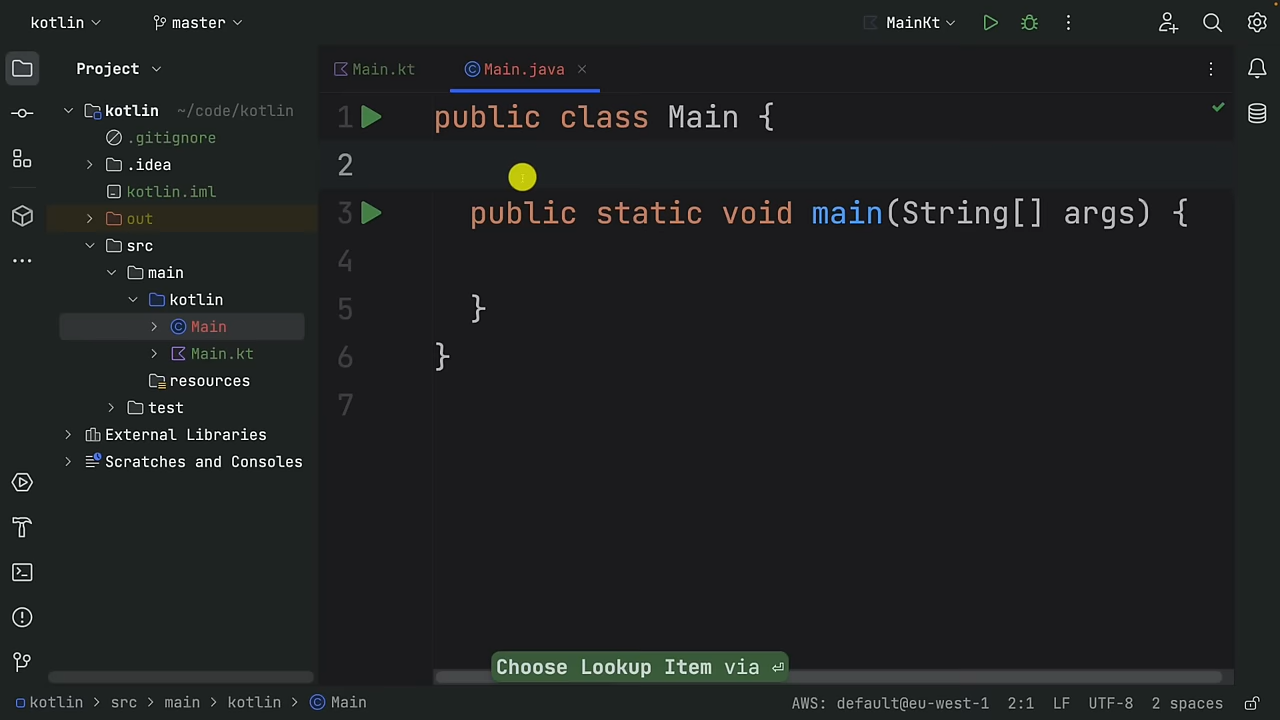 kotlin master MainKt
Project Main.kt Main.java
kotlin ~/code/kotlin
.gitignore
.idea
kotlin.iml
out
src
main
kotlin
Main
Main.kt
resources
test
External Libraries
Scratches and Consoles
1 public class Main {
2
3 public static void main(String[] args) {
4
5 }
6 }
7
Choose Lookup Item via ⏎
kotlin > src > main > kotlin > Main AWS: default@eu-west-1 2:1 LF UTF-8 2 spaces